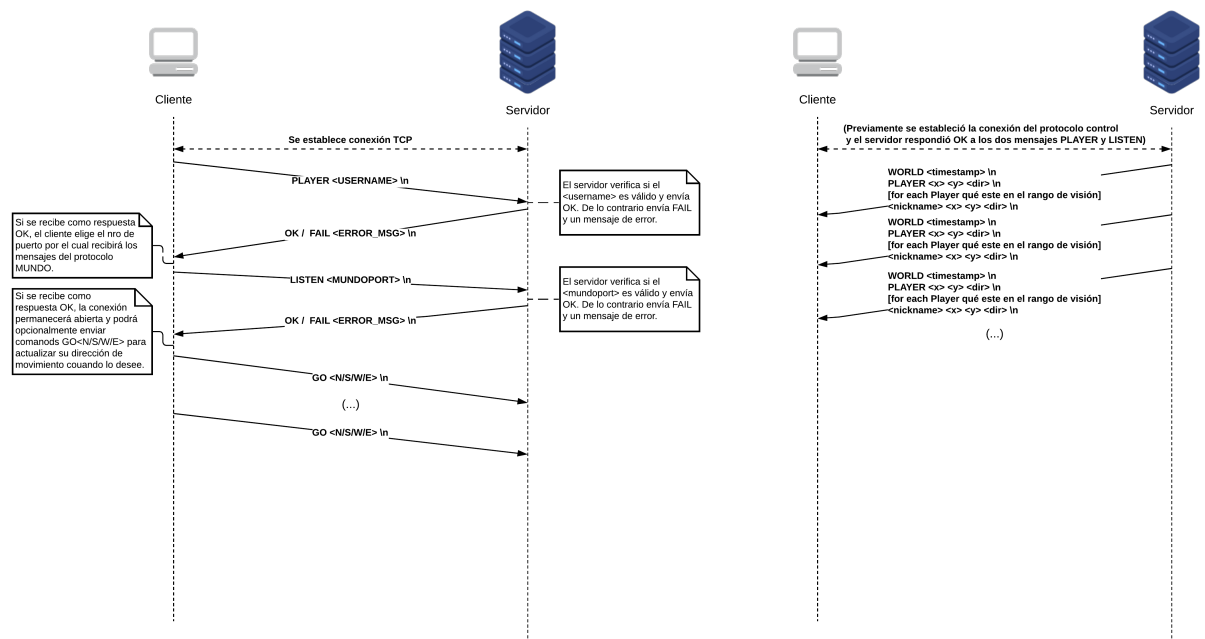 Cliente
Servidor
Se establece conexión TCP
PLAYER <USERNAME> \n
El servidor verifica si el
<username> es válido y envía
OK. De lo contrario envía FAIL
y un mensaje de error.
OK /  FAIL <ERROR_MSG> \n
Si se recibe como respuesta
OK, el cliente elige el nro de
puerto por el cual recibirá los
mensajes del protocolo
MUNDO.
LISTEN <MUNDOPORT> \n
El servidor verifica si el
<mundoport> es válido y envía
OK. De lo contrario envía FAIL
y un mensaje de error.
OK /  FAIL <ERROR_MSG> \n
Si se recibe como
respuesta OK, la conexión
permanecerá abierta y podrá
opcionalmente enviar
comanods GO<N/S/W/E> para
actualizar su dirección de
movimiento couando lo desee.
GO <N/S/W/E> \n
(...)
GO <N/S/W/E> \n
Cliente
Servidor
(Previamente se estableció la conexión del protocolo control
y el servidor respondió OK a los dos mensajes PLAYER y LISTEN)
WORLD <timestamp> \n
PLAYER <x> <y> <dir> \n
[for each Player qué este en el rango de visión]
<nickname> <x> <y> <dir> \n
WORLD <timestamp> \n
PLAYER <x> <y> <dir> \n
[for each Player qué este en el rango de visión]
<nickname> <x> <y> <dir> \n
WORLD <timestamp> \n
PLAYER <x> <y> <dir> \n
[for each Player qué este en el rango de visión]
<nickname> <x> <y> <dir> \n
(...)